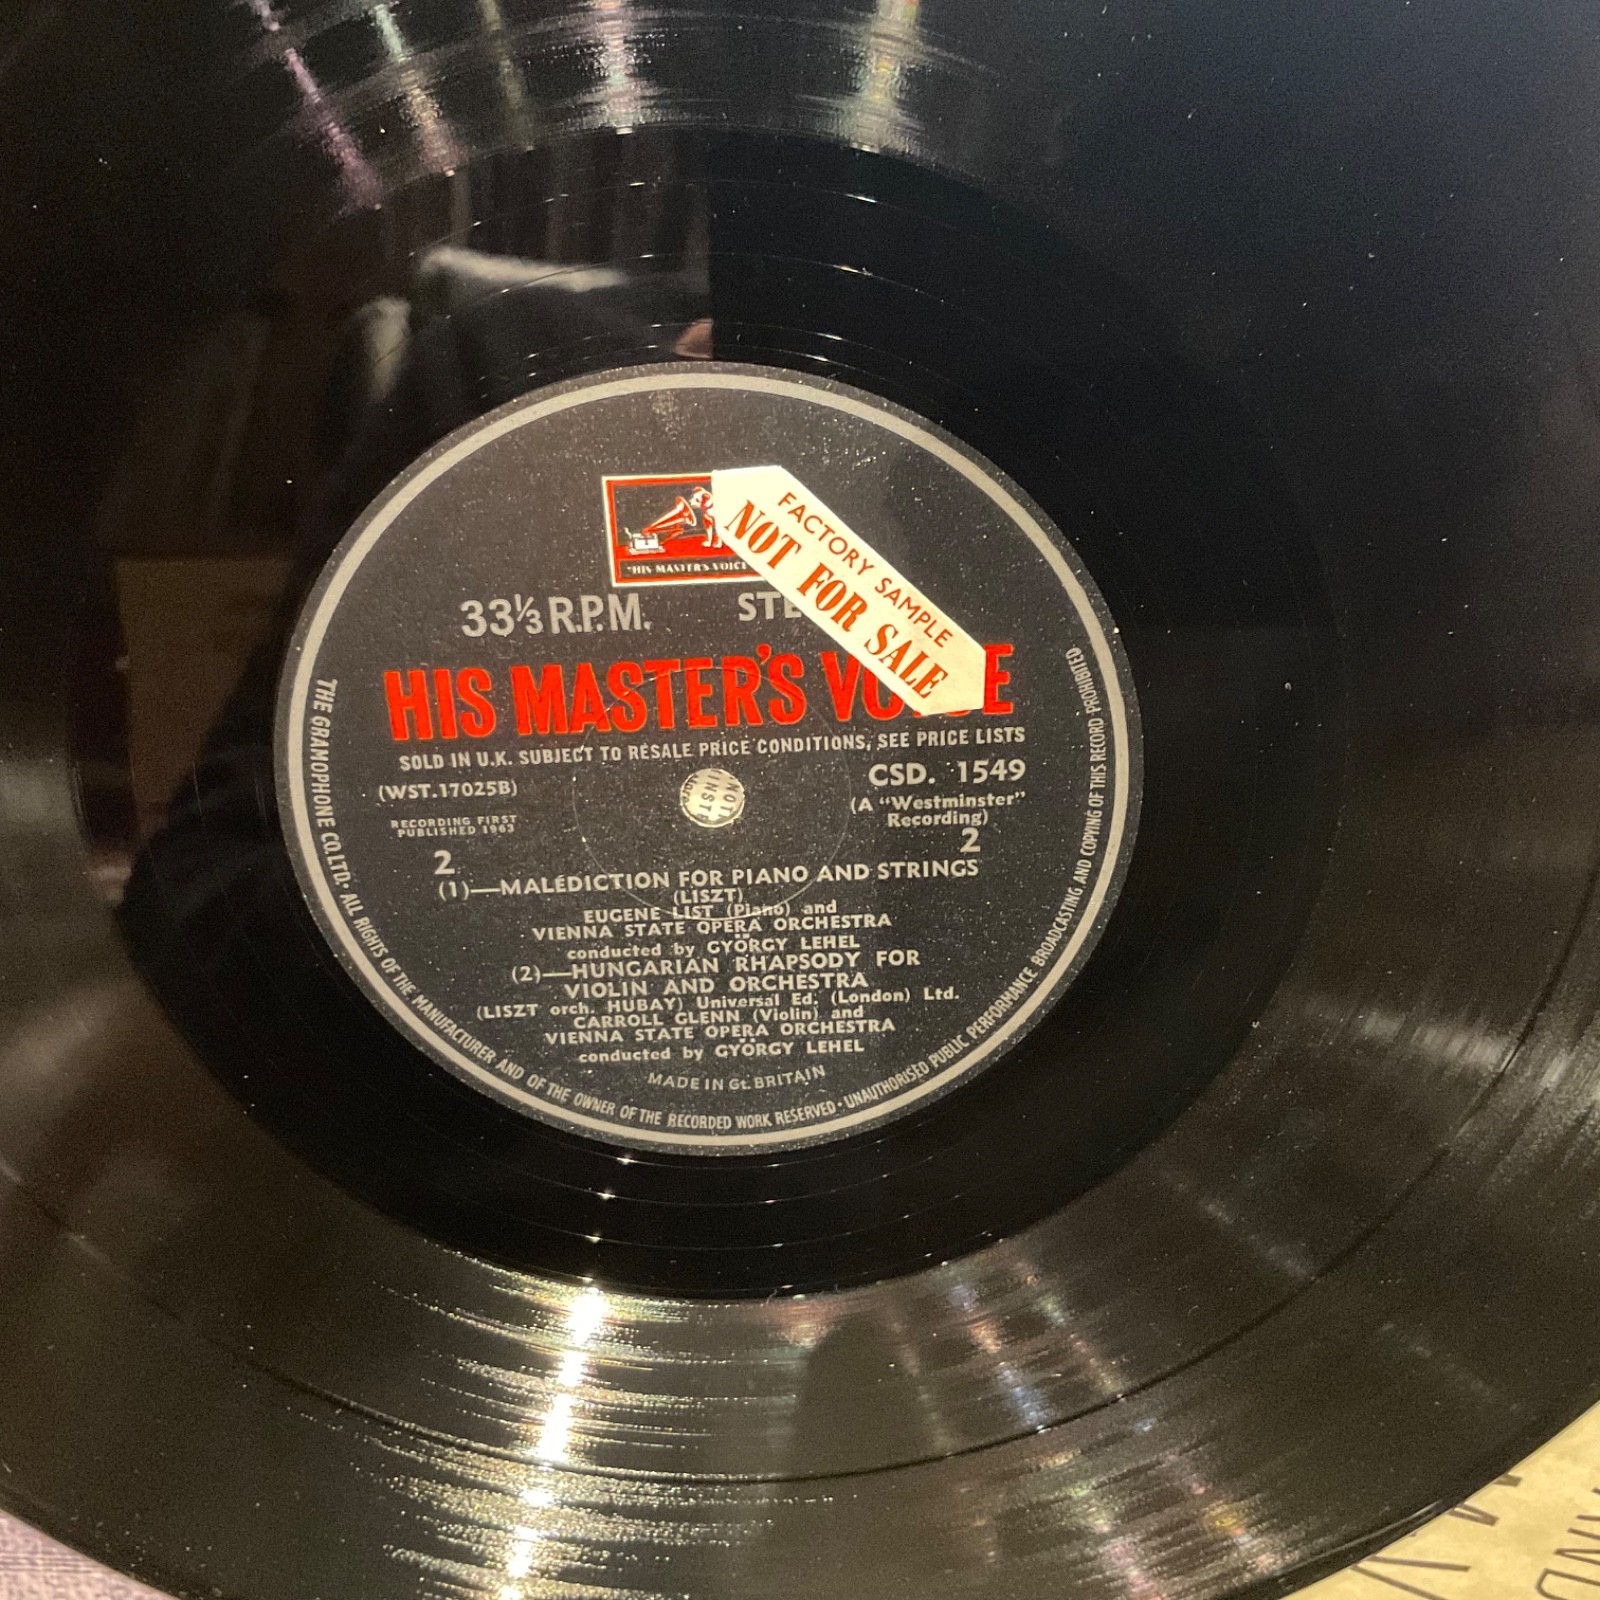 FACTORY SAMPLE
NOT FOR SALE
"HIS MASTER'S VOICE
33⅓ R.P.M.
HIS MASTER'S
SOLD IN U.K. SUBJECT TO RESALE PRICE CONDITIONS, SEE PRICE LISTS
(WST.17025B)
CSD. 1549
(A "Westminster"
Recording)
RECORDING FIRST
PUBLISHED 1963
2
2
(1)—MALÉDICTION FOR PIANO AND STRINGS
(LISZT)
EUGENE LIST (Piano) and
VIENNA STATE OPERA ORCHESTRA
conducted by GYÖRGY LEHEL
(2)—HUNGARIAN RHAPSODY FOR
VIOLIN AND ORCHESTRA
(LISZT orch. HUBAY) Universal Ed. (London) Ltd.
CARROLL GLENN (Violin) and
VIENNA STATE OPERA ORCHESTRA
conducted by GYÖRGY LEHEL
MADE IN Gt. BRITAIN
THE GRAMOPHONE CO. LTD. ALL RIGHTS OF THE MANUFACTURER AND OF THE OWNER OF THE RECORDED WORK RESERVED · UNAUTHORISED PUBLIC PERFORMANCE BROADCASTING AND COPYING OF THIS RECORD PROHIBITED